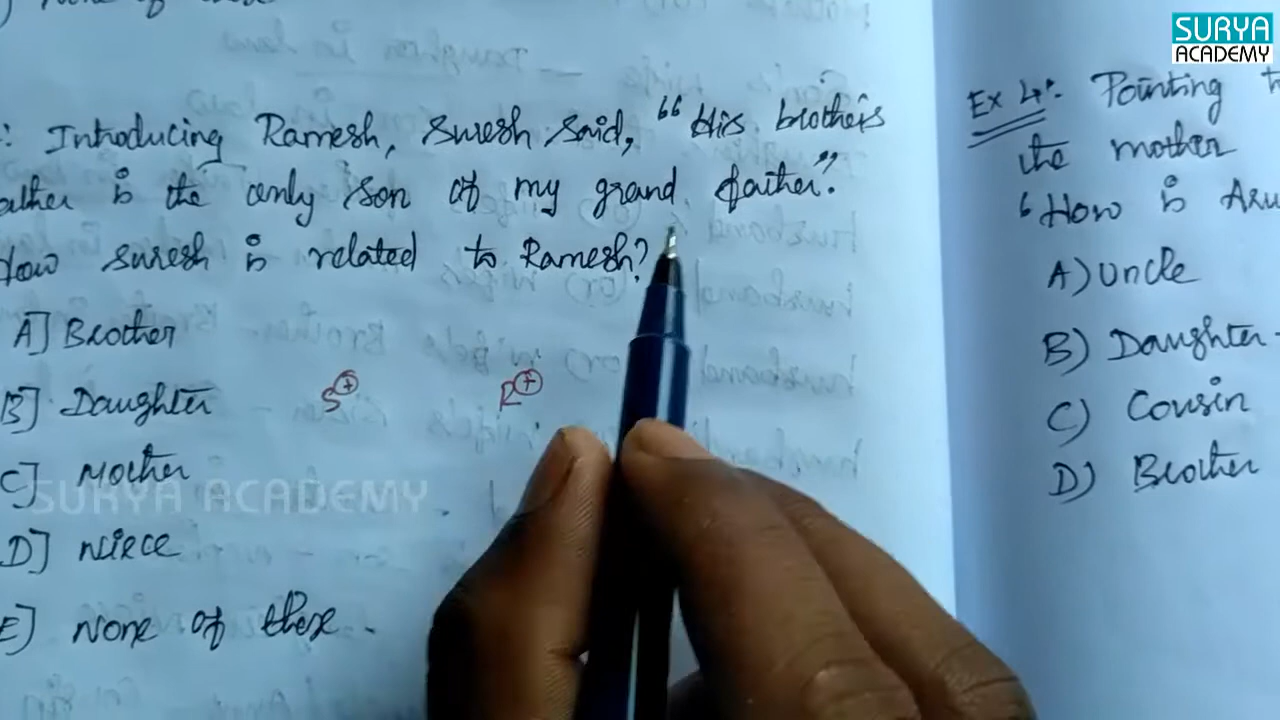 SURYA
ACADEMY
: Introducing Ramesh, Suresh said, "His brother's
ather is the only son of my grand father."
How Suresh is related to Ramesh?
A] Brother
B] Daughter
C] Mother
D] Niece
E] None of these.
S+
R+
SURYA ACADEMY
Ex 4: Pointing t
the mother
"How is Aru
A) Uncle
B) Daughter
C) Cousin
D) Brother